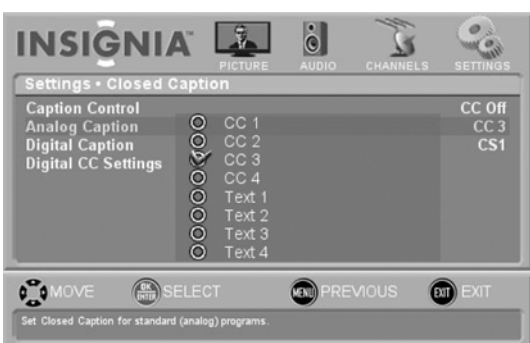 INSIGNIA
PICTURE AUDIO CHANNELS SETTINGS
Settings • Closed Caption
Caption Control CC Off
Analog Caption CC 3
Digital Caption CS1
Digital CC Settings
CC 1
CC 2
CC 3
CC 4
Text 1
Text 2
Text 3
Text 4
MOVE OK ENTER SELECT MENU PREVIOUS EXIT EXIT
Set Closed Caption for standard (analog) programs.